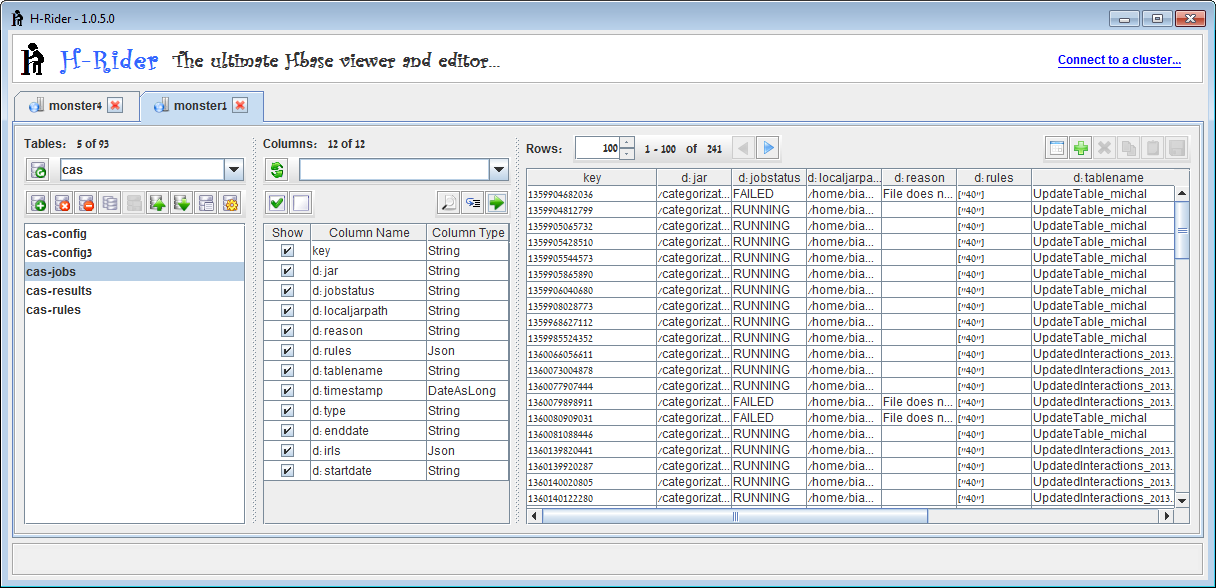 H-Rider - 1.0.5.0
H-Rider The ultimate Hbase viewer and editor...
Connect to a cluster...
monster4 monster1
Tables: 5 of 93
cas
cas-config
cas-config3
cas-jobs
cas-results
cas-rules
Columns: 12 of 12
Show Column Name Column Type
key String
d:jar String
d:jobstatus String
d:localjarpath String
d:reason String
d:rules Json
d:tablename String
d:timestamp DateAsLong
d:type String
d:enddate String
d:irls Json
d:startdate String
Rows: 100 1 - 100 of 241
key d:jar d:jobstatus d:localjarpa... d:reason d:rules d:tablename
1359904682036 /categorizat... FAILED /home/bia... File does n... ["40"] UpdateTable_michal
1359904812799 /categorizat... RUNNING /home/bia... ["40"] UpdateTable_michal
1359905065732 /categorizat... RUNNING /home/bia... ["40"] UpdateTable_michal
1359905428510 /categorizat... RUNNING /home/bia... ["40"] UpdateTable_michal
1359905544573 /categorizat... RUNNING /home/bia... ["40"] UpdateTable_michal
1359905865890 /categorizat... RUNNING /home/bia... ["40"] UpdateTable_michal
1359906040680 /categorizat... RUNNING /home/bia... ["40"] UpdateTable_michal
1359908028773 /categorizat... RUNNING /home/bia... ["40"] UpdateTable_michal
1359968627112 /categorizat... RUNNING /home/bia... ["40"] UpdateTable_michal
1359985524352 /categorizat... RUNNING /home/bia... ["40"] UpdateTable_michal
1360066056611 /categorizat... RUNNING /home/bia... ["40"] UpdatedInteractions_2013.
1360073004878 /categorizat... RUNNING /home/bia... ["40"] UpdatedInteractions_2013.
1360077907444 /categorizat... RUNNING /home/bia... ["40"] UpdatedInteractions_2013.
1360079898911 /categorizat... FAILED /home/bia... File does n... ["40"] UpdatedInteractions_2013.
1360080909031 /categorizat... FAILED /home/bia... File does n... ["40"] UpdateTable_michal
1360081088446 /categorizat... RUNNING /home/bia... ["40"] UpdateTable_michal
1360139820441 /categorizat... RUNNING /home/bia... ["40"] UpdatedInteractions_2013.
1360139920287 /categorizat... RUNNING /home/bia... ["40"] UpdatedInteractions_2013.
1360140020805 /categorizat... RUNNING /home/bia... ["40"] UpdatedInteractions_2013.
1360140122280 /categorizat... RUNNING /home/bia... ["40"] UpdatedInteractions_2013.